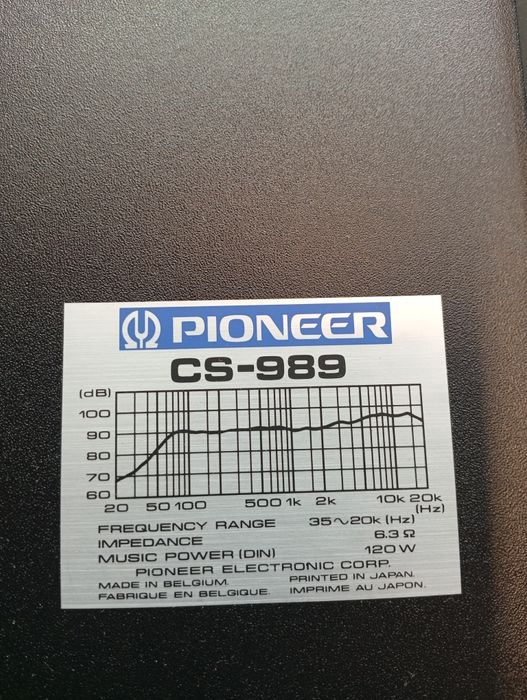 PIONEER
CS-989
(dB)
100
90
80
70
60
20 50 100 500 1k 2k 10k 20k
(Hz)
FREQUENCY RANGE 35∿20k (Hz)
IMPEDANCE 6.3 Ω
MUSIC POWER (DIN) 120 W
PIONEER ELECTRONIC CORP.
MADE IN BELGIUM. PRINTED IN JAPAN.
FABRIQUE EN BELGIQUE. IMPRIME AU JAPON.